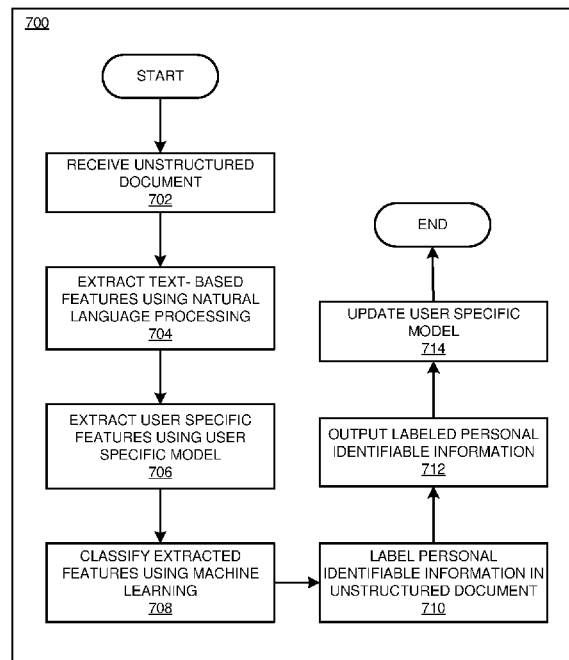 700
START
RECEIVE UNSTRUCTURED
DOCUMENT
702
EXTRACT TEXT- BASED
FEATURES USING NATURAL
LANGUAGE PROCESSING
704
EXTRACT USER SPECIFIC
FEATURES USING USER
SPECIFIC MODEL
706
CLASSIFY EXTRACTED
FEATURES USING MACHINE
LEARNING
708
LABEL PERSONAL
IDENTIFIABLE INFORMATION IN
UNSTRUCTURED DOCUMENT
710
OUTPUT LABELED PERSONAL
IDENTIFIABLE INFORMATION
712
UPDATE USER SPECIFIC
MODEL
714
END